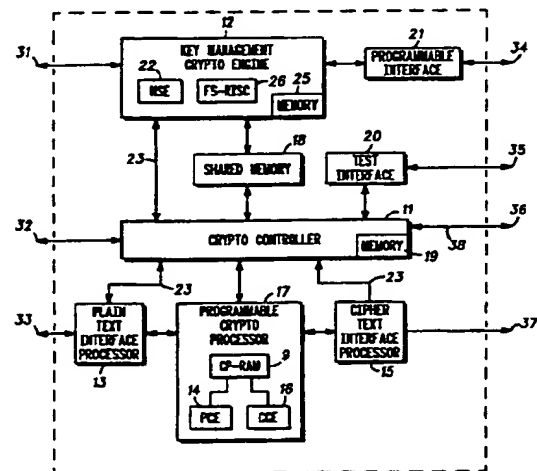 12
21
31
KEY MANAGEMENT
CRYPTO ENGINE
PROGRAMMABLE
INTERFACE
34
22
26
25
MSE
FS-RISC
MEMORY
18
20
23
SHARED MEMORY
TEST
INTERFACE
35
11
32
CRYPTO CONTROLLER
36
MEMORY
38
19
23
17
23
33
PLAIN
TEXT
INTERFACE
PROCESSOR
13
PROGRAMMABLE
CRYPTO
PROCESSOR
9
CP-RAM
14
16
PCE
CCE
CIPHER
TEXT
INTERFACE
PROCESSOR
15
37